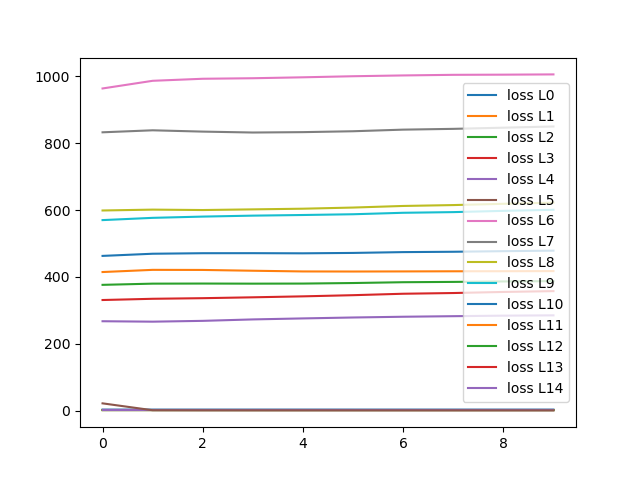 1000
800
600
400
200
0
0 2 4 6 8
loss L0
loss L1
loss L2
loss L3
loss L4
loss L5
loss L6
loss L7
loss L8
loss L9
loss L10
loss L11
loss L12
loss L13
loss L14